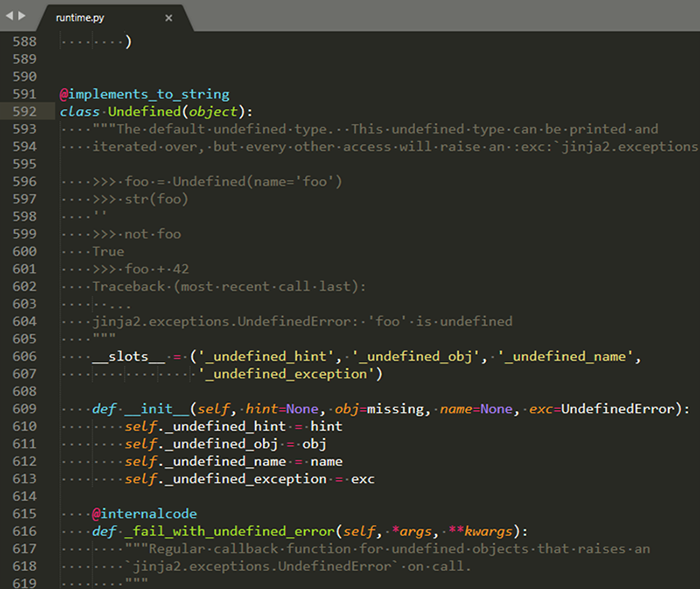 runtime.py ×
588         )
589
590
591 @implements_to_string
592 class Undefined(object):
593     """The default undefined type.  This undefined type can be printed and
594     iterated over, but every other access will raise an :exc:`jinja2.exceptions
595
596     >>> foo = Undefined(name='foo')
597     >>> str(foo)
598     ''
599     >>> not foo
600     True
601     >>> foo + 42
602     Traceback (most recent call last):
603       ...
604     jinja2.exceptions.UndefinedError: 'foo' is undefined
605     """
606     __slots__ = ('_undefined_hint', '_undefined_obj', '_undefined_name',
607                  '_undefined_exception')
608
609     def __init__(self, hint=None, obj=missing, name=None, exc=UndefinedError):
610         self._undefined_hint = hint
611         self._undefined_obj = obj
612         self._undefined_name = name
613         self._undefined_exception = exc
614
615     @internalcode
616     def _fail_with_undefined_error(self, *args, **kwargs):
617         """Regular callback function for undefined objects that raises an
618         `jinja2.exceptions.UndefinedError` on call.
619         """